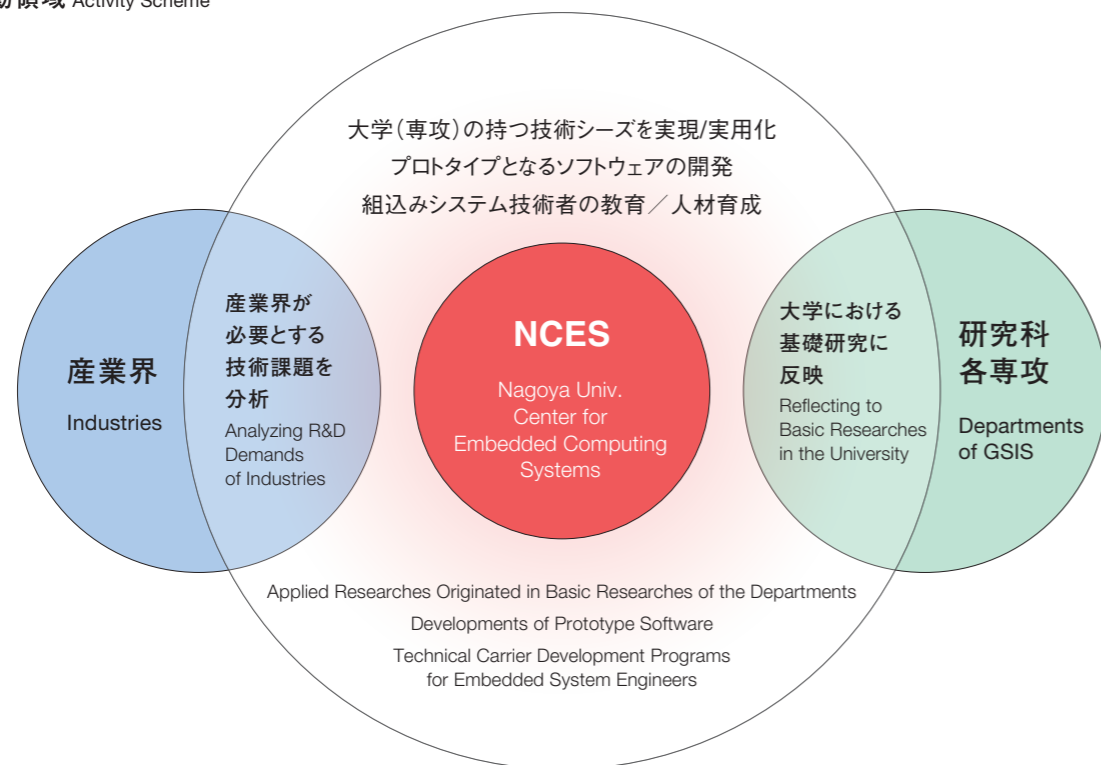 領域 Activity Scheme
大学(専攻)の持つ技術シーズを実現/実用化
プロトタイプとなるソフトウェアの開発
組込みシステム技術者の教育／人材育成
産業界
Industries
産業界が
必要とする
技術課題を
分析
Analyzing R&D
Demands
of Industries
NCES
Nagoya Univ.
Center for
Embedded Computing
Systems
大学における
基礎研究に
反映
Reflecting to
Basic Researches
in the University
研究科
各専攻
Departments
of GSIS
Applied Researches Originated in Basic Researches of the Departments
Developments of Prototype Software
Technical Carrier Development Programs
for Embedded System Engineers